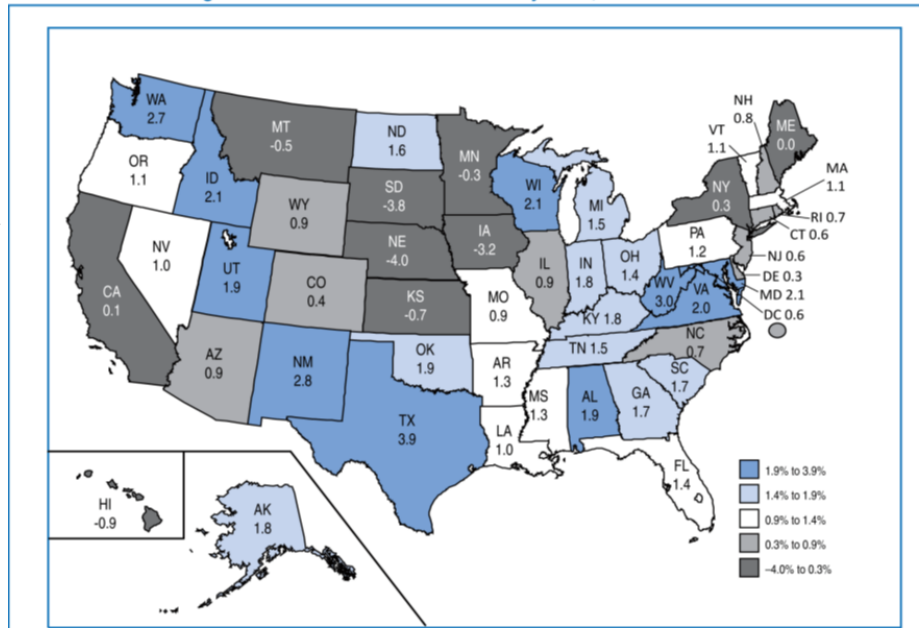 WA
2.7
MT
-0.5
ND
1.6
MN
-0.3
NH
0.8
VT
1.1
ME
0.0
OR
1.1
ID
2.1
WY
0.9
SD
-3.8
WI
2.1
MI
1.5
NY
0.3
MA
1.1
RI 0.7
CT 0.6
NV
1.0
UT
1.9
CO
0.4
NE
-4.0
IA
-3.2
IL
0.9
IN
1.8
OH
1.4
PA
1.2
NJ 0.6
DE 0.3
MD 2.1
DC 0.6
CA
0.1
KS
-0.7
MO
0.9
KY 1.8
WV
3.0
VA
2.0
AZ
0.9
NM
2.8
OK
1.9
AR
1.3
TN 1.5
NC
0.7
SC
1.7
TX
3.9
LA
1.0
MS
1.3
AL
1.9
GA
1.7
FL
1.4
HI
-0.9
AK
1.8
1.9% to 3.9%
1.4% to 1.9%
0.9% to 1.4%
0.3% to 0.9%
–4.0% to 0.3%